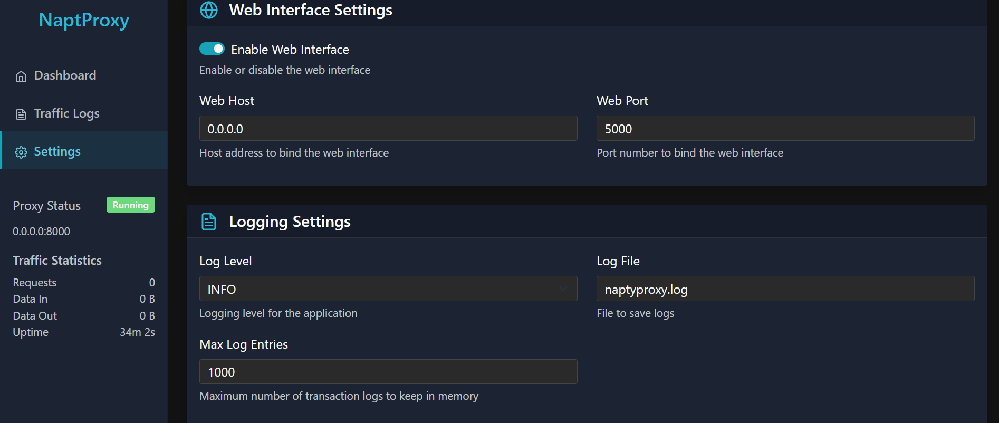 NaptProxy
Dashboard
Traffic Logs
Settings
Proxy Status Running
0.0.0.0:8000
Traffic Statistics
Requests 0
Data In 0 B
Data Out 0 B
Uptime 34m 2s
Web Interface Settings
Enable Web Interface
Enable or disable the web interface
Web Host
0.0.0.0
Host address to bind the web interface
Web Port
5000
Port number to bind the web interface
Logging Settings
Log Level
INFO
Logging level for the application
Log File
naptyproxy.log
File to save logs
Max Log Entries
1000
Maximum number of transaction logs to keep in memory